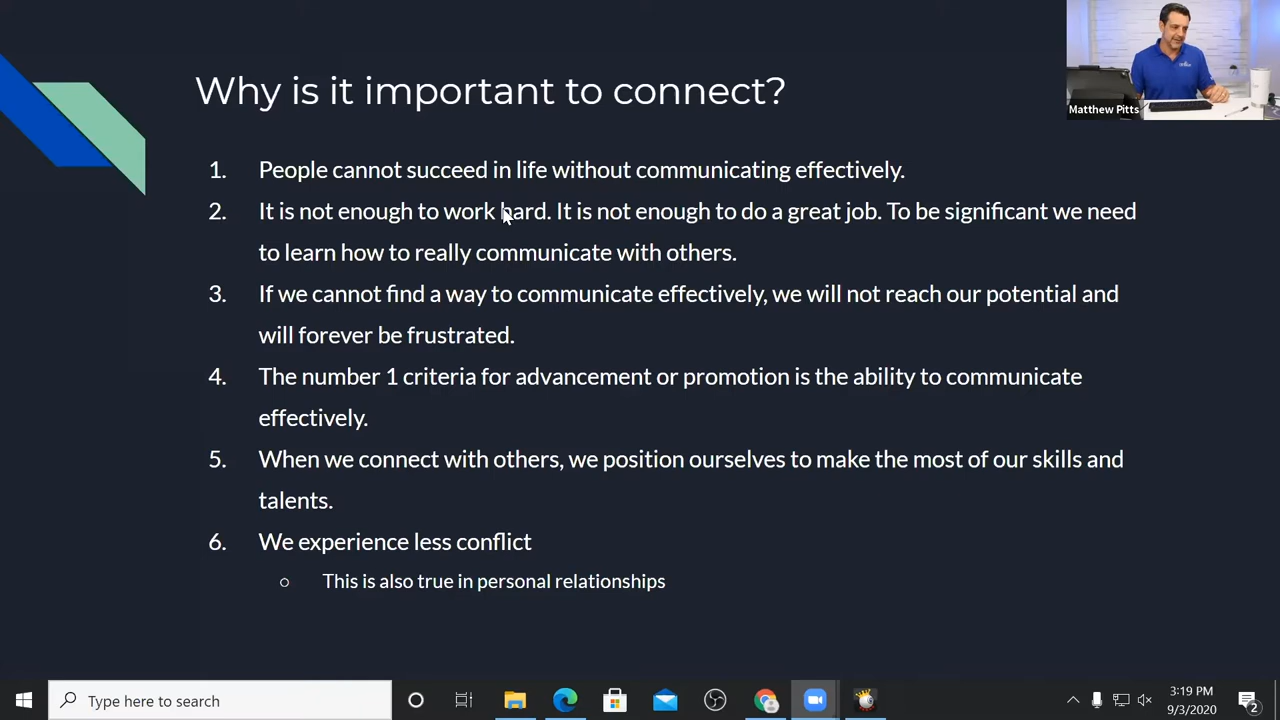 Why is it important to connect?
Matthew Pitts
1. People cannot succeed in life without communicating effectively.
2. It is not enough to work hard. It is not enough to do a great job. To be significant we need
to learn how to really communicate with others.
3. If we cannot find a way to communicate effectively, we will not reach our potential and
will forever be frustrated.
4. The number 1 criteria for advancement or promotion is the ability to communicate
effectively.
5. When we connect with others, we position ourselves to make the most of our skills and
talents.
6. We experience less conflict
○ This is also true in personal relationships
Type here to search
3:19 PM
9/3/2020
2